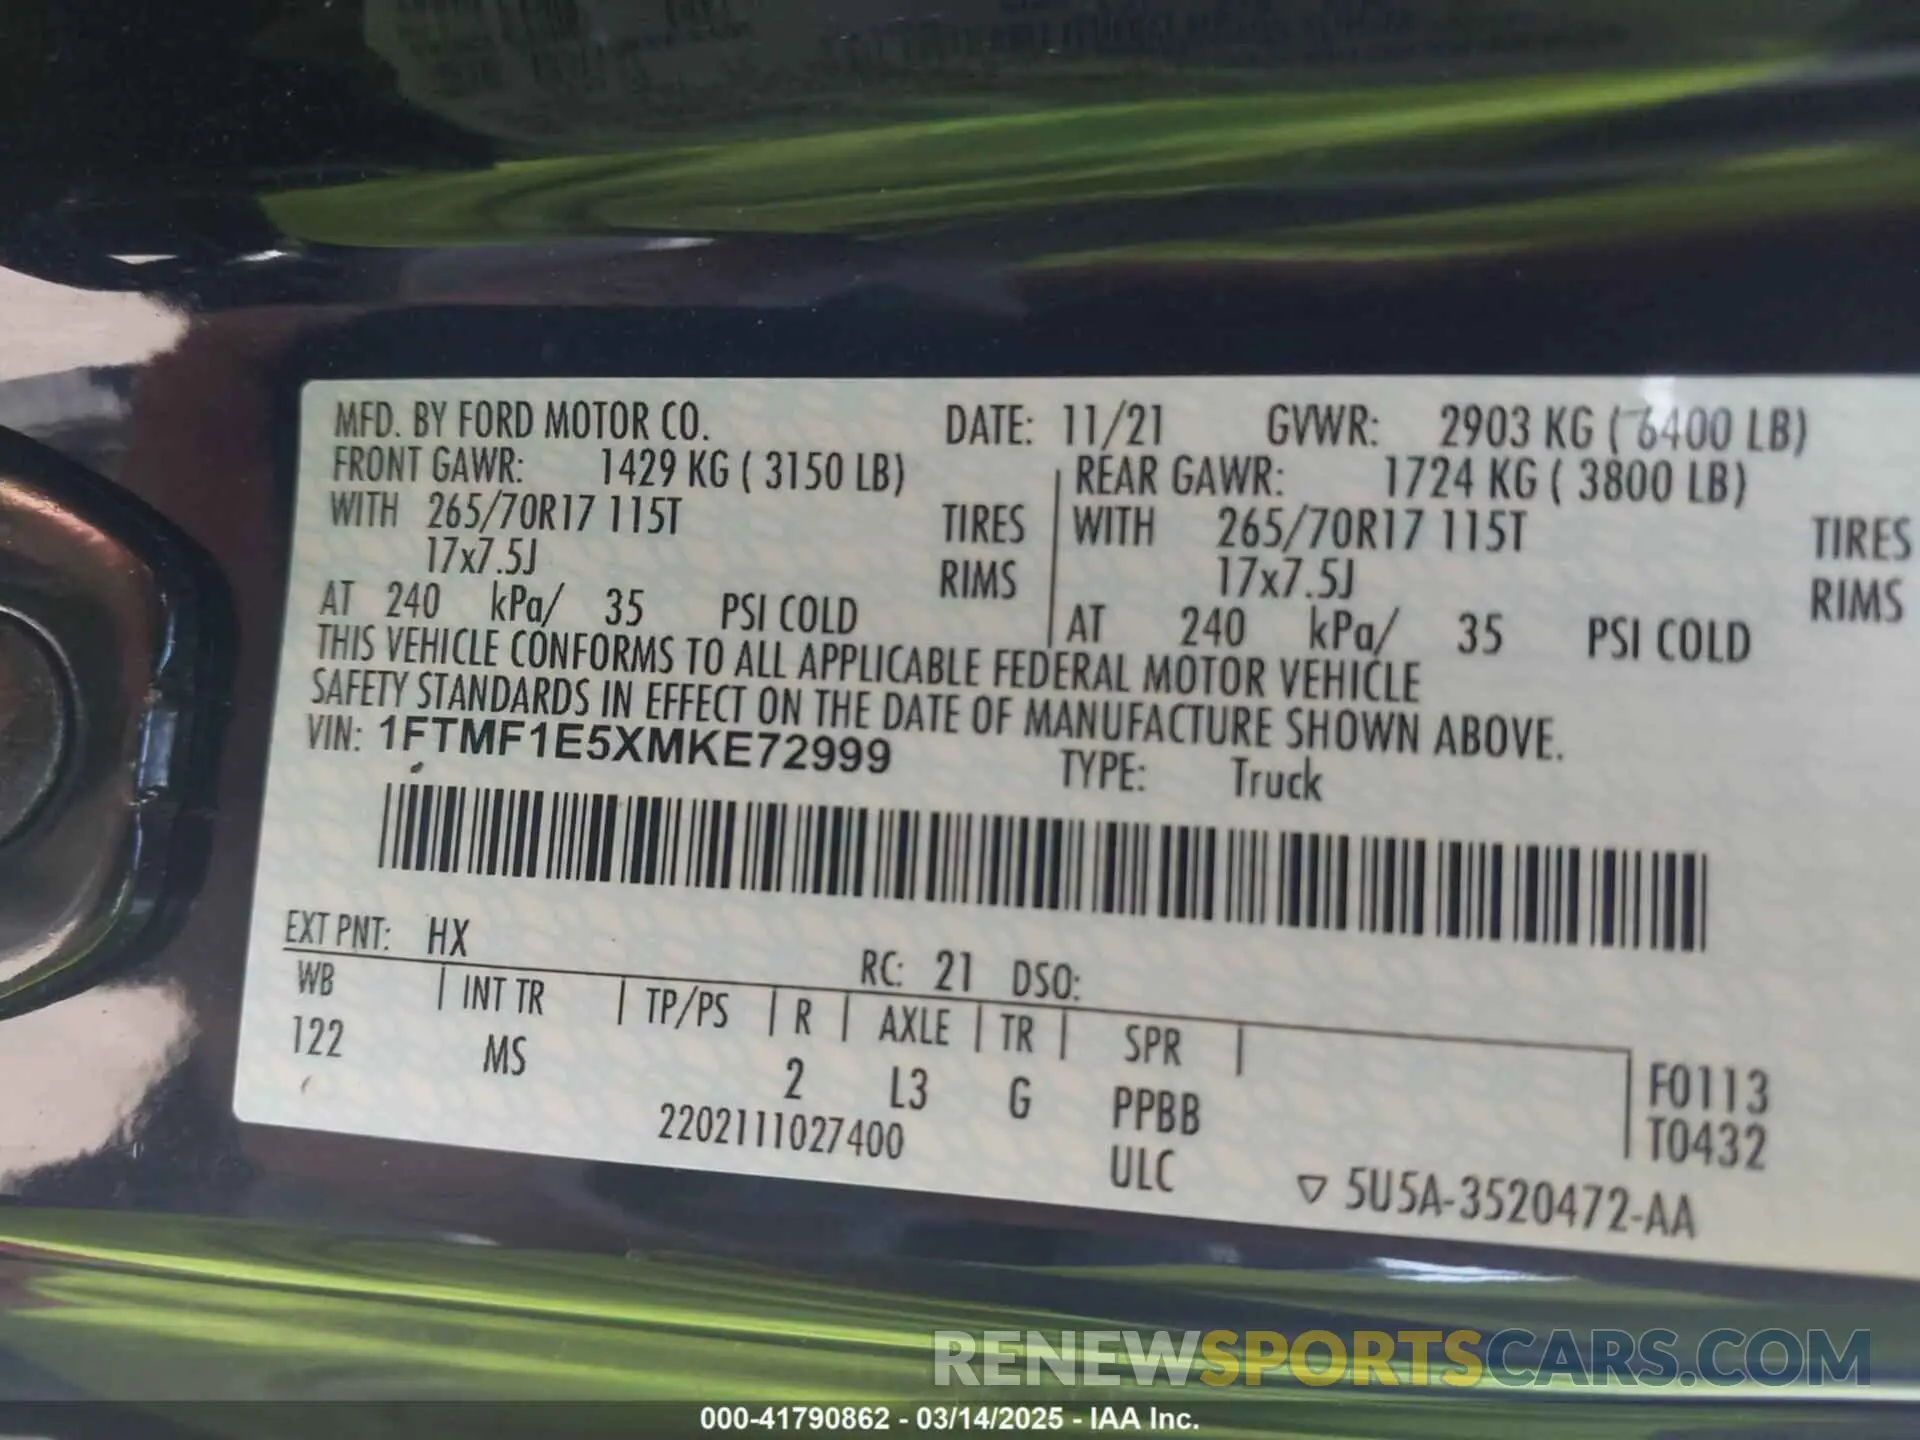 MFD. BY FORD MOTOR CO. DATE: 11/21 GVWR: 2903 KG ( 6400 LB)
FRONT GAWR: 1429 KG ( 3150 LB) REAR GAWR: 1724 KG ( 3800 LB)
WITH 265/70R17 115T TIRES WITH 265/70R17 115T TIRES
17x7.5J RIMS 17x7.5J RIMS
AT 240 kPa/ 35 PSI COLD AT 240 kPa/ 35 PSI COLD
THIS VEHICLE CONFORMS TO ALL APPLICABLE FEDERAL MOTOR VEHICLE
SAFETY STANDARDS IN EFFECT ON THE DATE OF MANUFACTURE SHOWN ABOVE.
VIN: 1FTMF1E5XMKE72999 TYPE: Truck
EXT PNT: HX RC: 21 DSO:
WB INT TR TP/PS R AXLE TR SPR
122 MS 2 L3 G PPBB F0113
2202111027400 ULC T0432
▽ 5U5A-3520472-AA
RENEWSPORTSCARS.COM
000-41790862 - 03/14/2025 - IAA Inc.